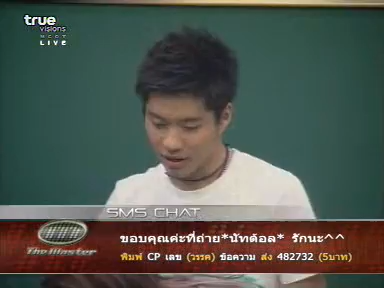 true
visions
MCOT
LIVE
SMS CHAT
The Master
ขอบคุณค่ะที่ถ่าย*นัทต้อล* รักนะ^^
พิมพ์ CP เลข (วรรค) ข้อความ ส่ง 482732 (5บาท)